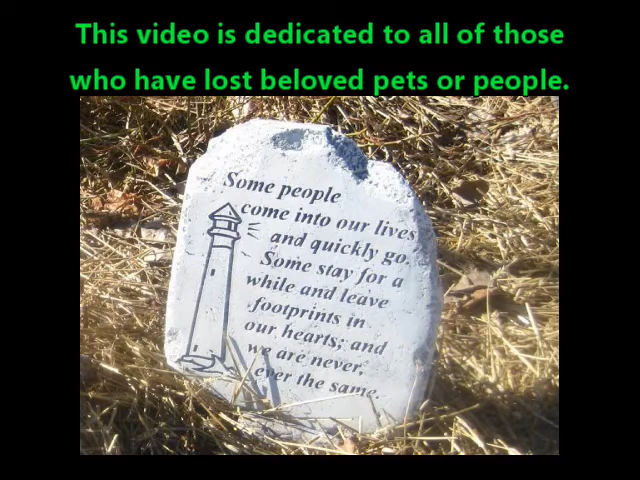 This video is dedicated to all of those
who have lost beloved pets or people.
Some people
come into our lives
and quickly go.
Some stay for a
while and leave
footprints in
our hearts; and
we are never,
ever the same.